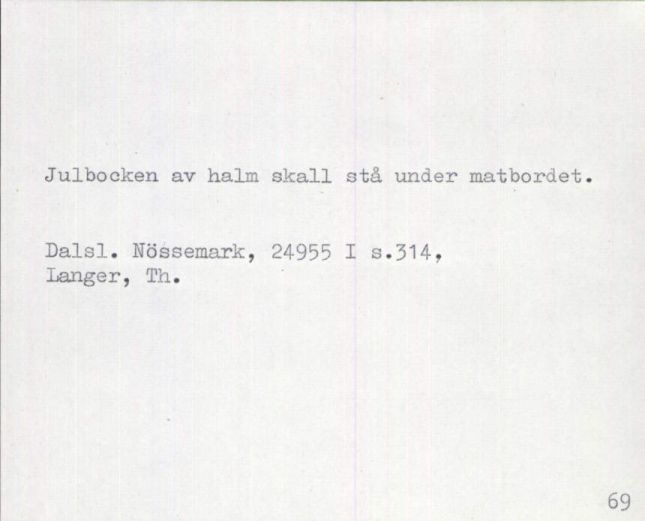 Julbocken av halm skall stå under matbordet.
Dalsl. Nössemark, 24955 I s.314,
Langer, Th.
69